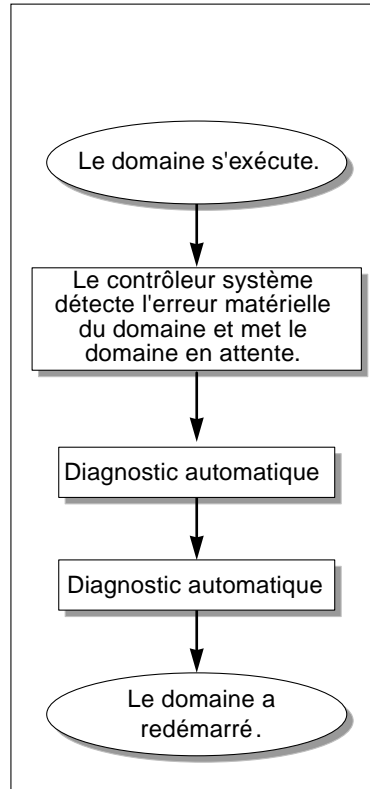 Le domaine s'exécute.
Le contrôleur système
détecte l'erreur matérielle
du domaine et met le
domaine en attente.
Diagnostic automatique
Diagnostic automatique
Le domaine a
redémarré.